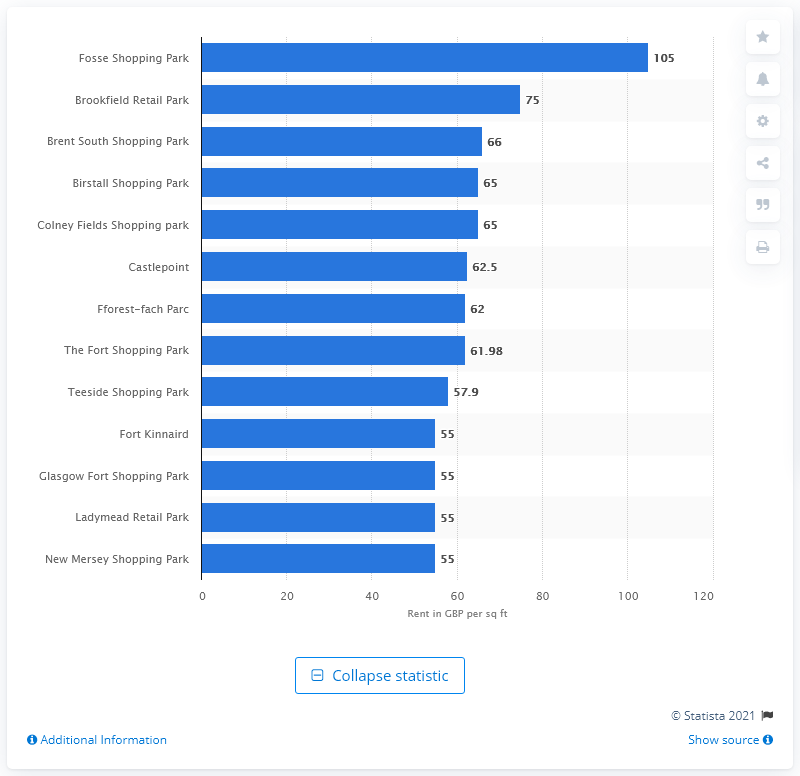 Fosse Shopping Park 105
Brookfield Retail Park 75
Brent South Shopping Park 66
Birstall Shopping Park 65
Colney Fields Shopping park 65
Castlepoint 62.5
Fforest-fach Parc 62
The Fort Shopping Park 61.98
Teeside Shopping Park 57.9
Fort Kinnaird 55
Glasgow Fort Shopping Park 55
Ladymead Retail Park 55
New Mersey Shopping Park 55
0 20 40 60 80 100 120
Rent in GBP per sq ft
Collapse statistic
© Statista 2021
Additional Information
Show source